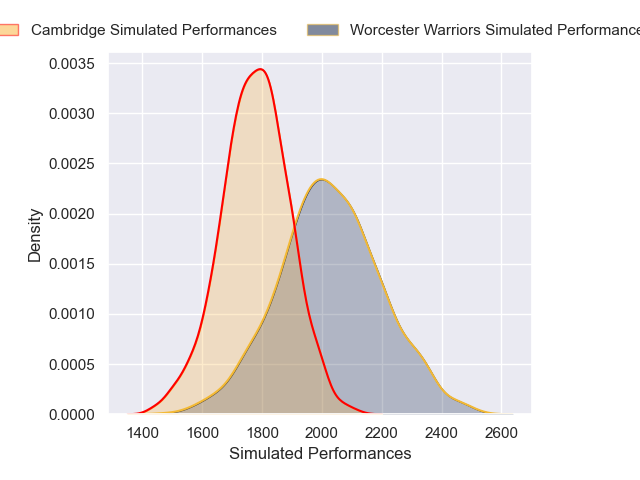 Cambridge Simulated Performances Worcester Warriors Simulated Performance
0.0035
0.0030
0.0025
0.0020
0.0015
0.0010
0.0005
0.0000
Density
1400 1600 1800 2000 2200 2400 2600
Simulated Performances